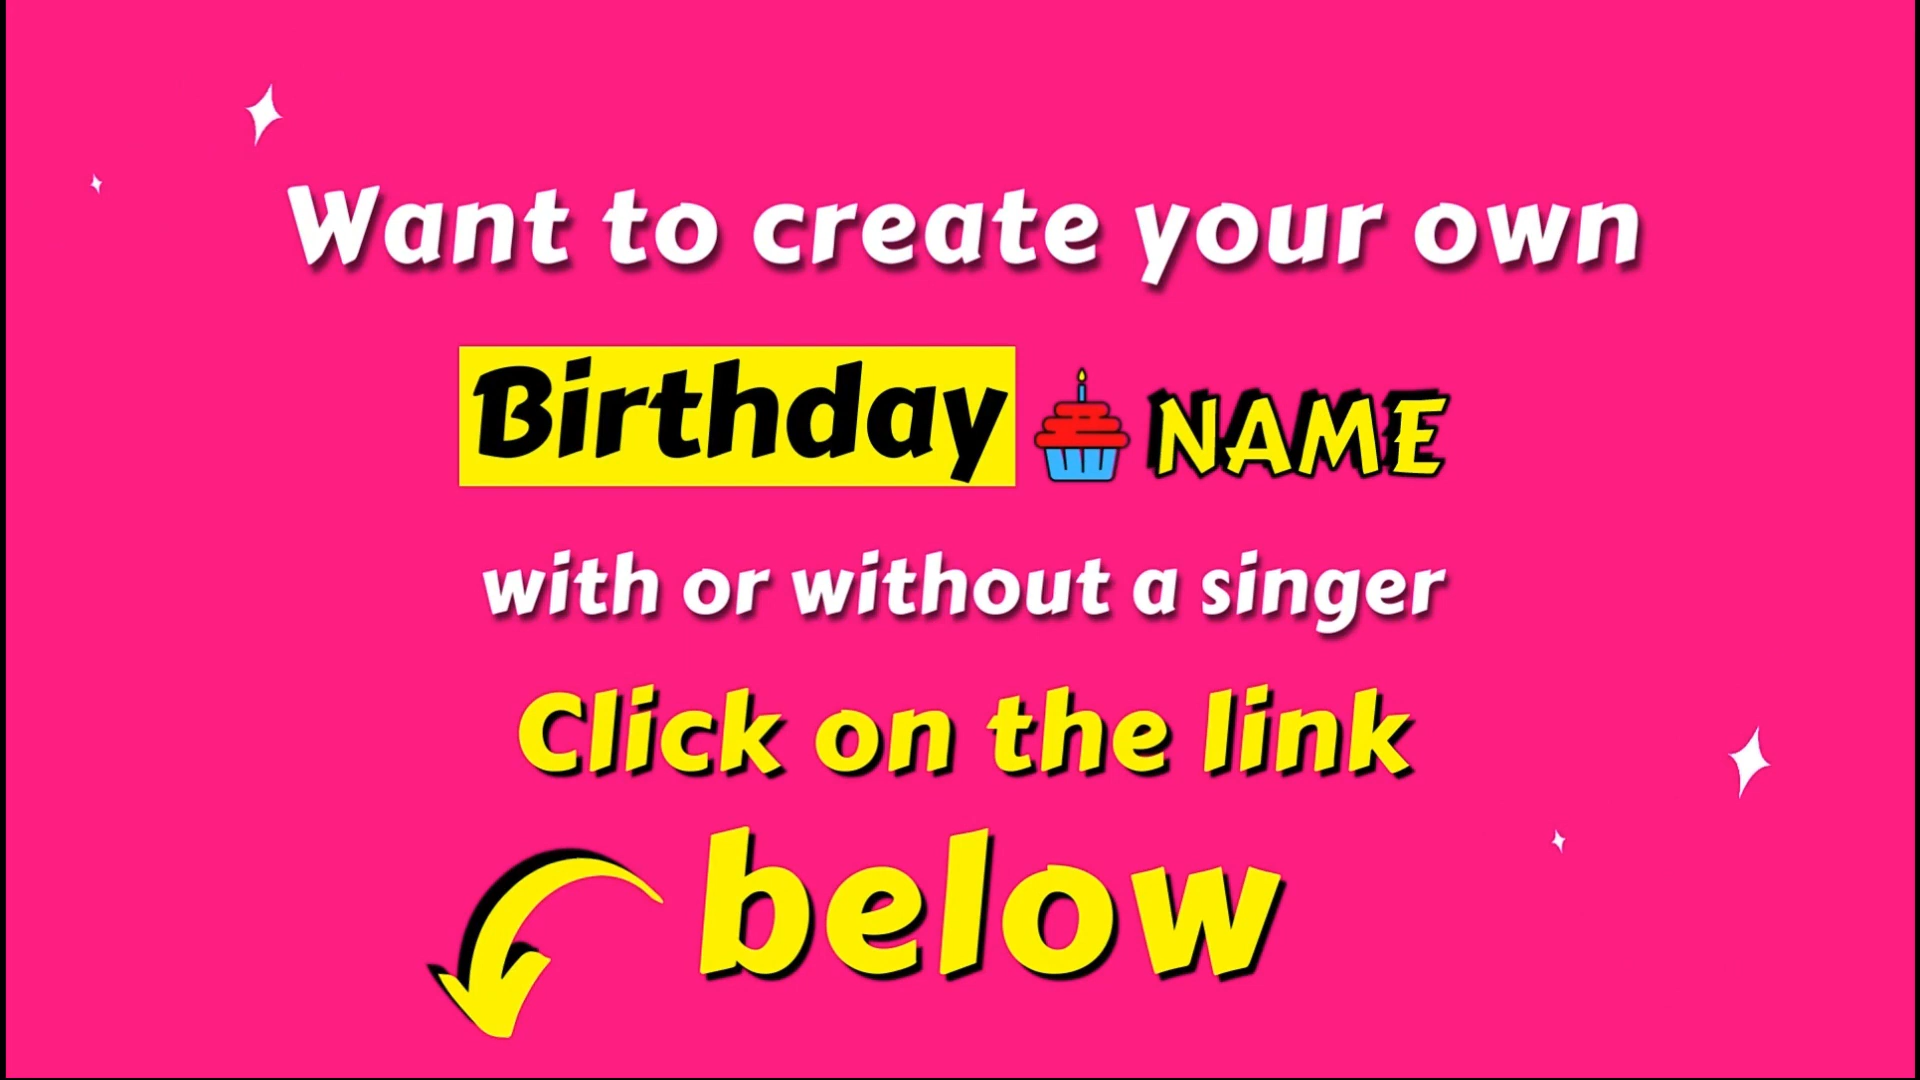 Want to create your own
Birthday NAME
with or without a singer
Click on the link
below